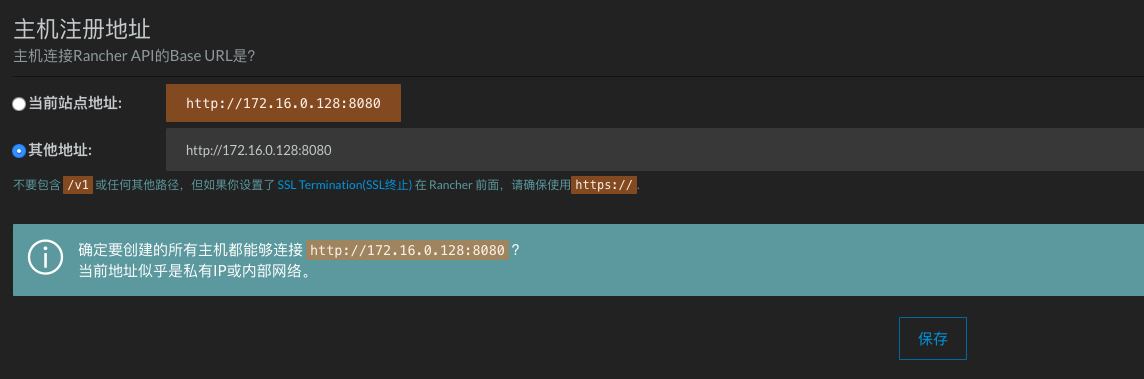 主机注册地址
主机连接Rancher API的Base URL是?
当前站点地址: http://172.16.0.128:8080
其他地址: http://172.16.0.128:8080
不要包含 /v1 或任何其他路径，但如果你设置了 SSL Termination(SSL终止) 在 Rancher 前面，请确保使用https://.
确定要创建的所有主机都能够连接 http://172.16.0.128:8080 ?
当前地址似乎是私有IP或内部网络。
保存